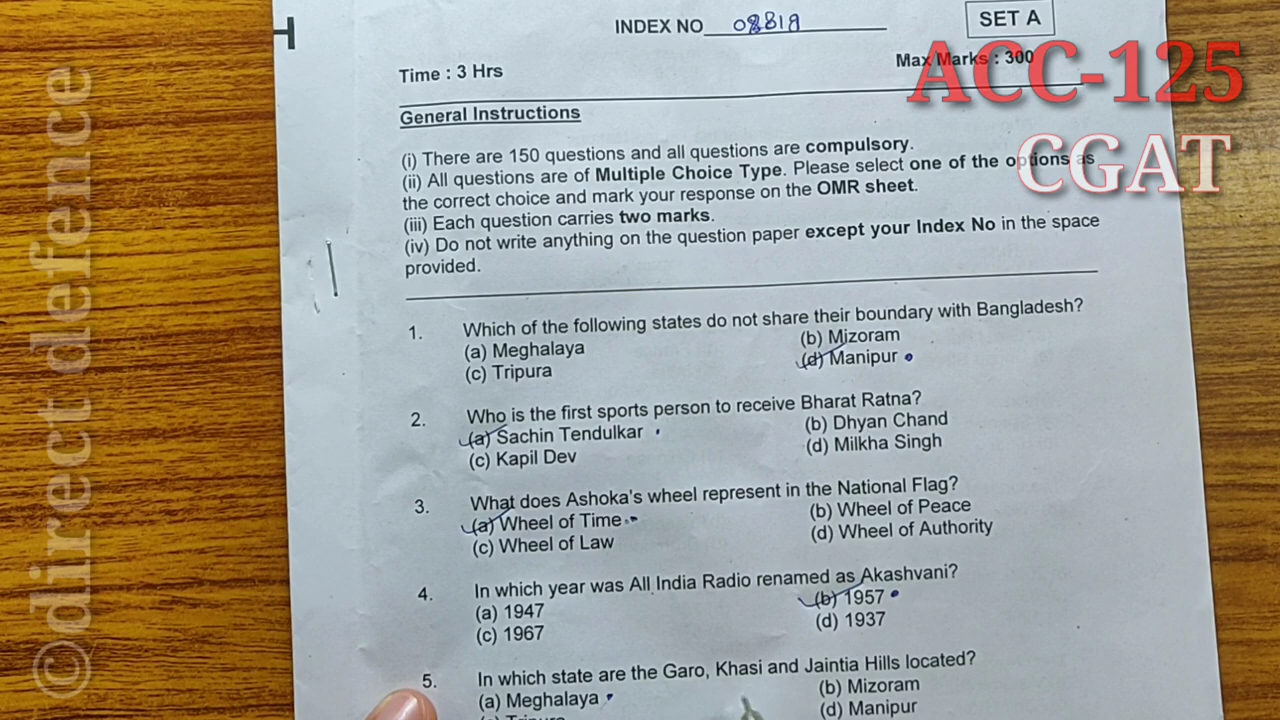 INDEX NO 08818
SET A
Time : 3 Hrs
Max Marks : 300
ACC-125
CGAT
General Instructions
(i) There are 150 questions and all questions are compulsory.
(ii) All questions are of Multiple Choice Type. Please select one of the options as
the correct choice and mark your response on the OMR sheet.
(iii) Each question carries two marks.
(iv) Do not write anything on the question paper except your Index No in the space
provided.
1. Which of the following states do not share their boundary with Bangladesh?
(a) Meghalaya (b) Mizoram
(c) Tripura (d) Manipur
2. Who is the first sports person to receive Bharat Ratna?
(a) Sachin Tendulkar (b) Dhyan Chand
(c) Kapil Dev (d) Milkha Singh
3. What does Ashoka's wheel represent in the National Flag?
(a) Wheel of Time (b) Wheel of Peace
(c) Wheel of Law (d) Wheel of Authority
4. In which year was All India Radio renamed as Akashvani?
(a) 1947 (b) 1957
(c) 1967 (d) 1937
5. In which state are the Garo, Khasi and Jaintia Hills located?
(a) Meghalaya (b) Mizoram
(c) Tripura (d) Manipur
©direct defence